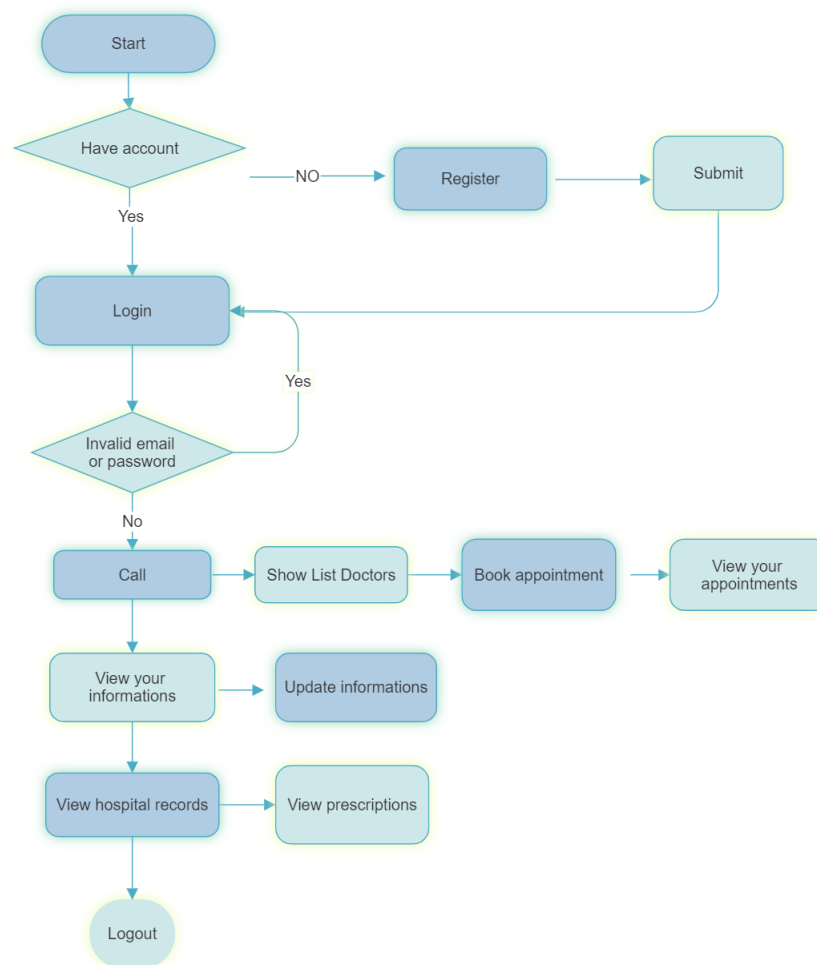 Start
Have account
NO
Register
Submit
Yes
Login
Yes
Invalid email
or password
No
Call
Show List Doctors
Book appointment
View your
appointments
View your
informations
Update informations
View hospital records
View prescriptions
Logout